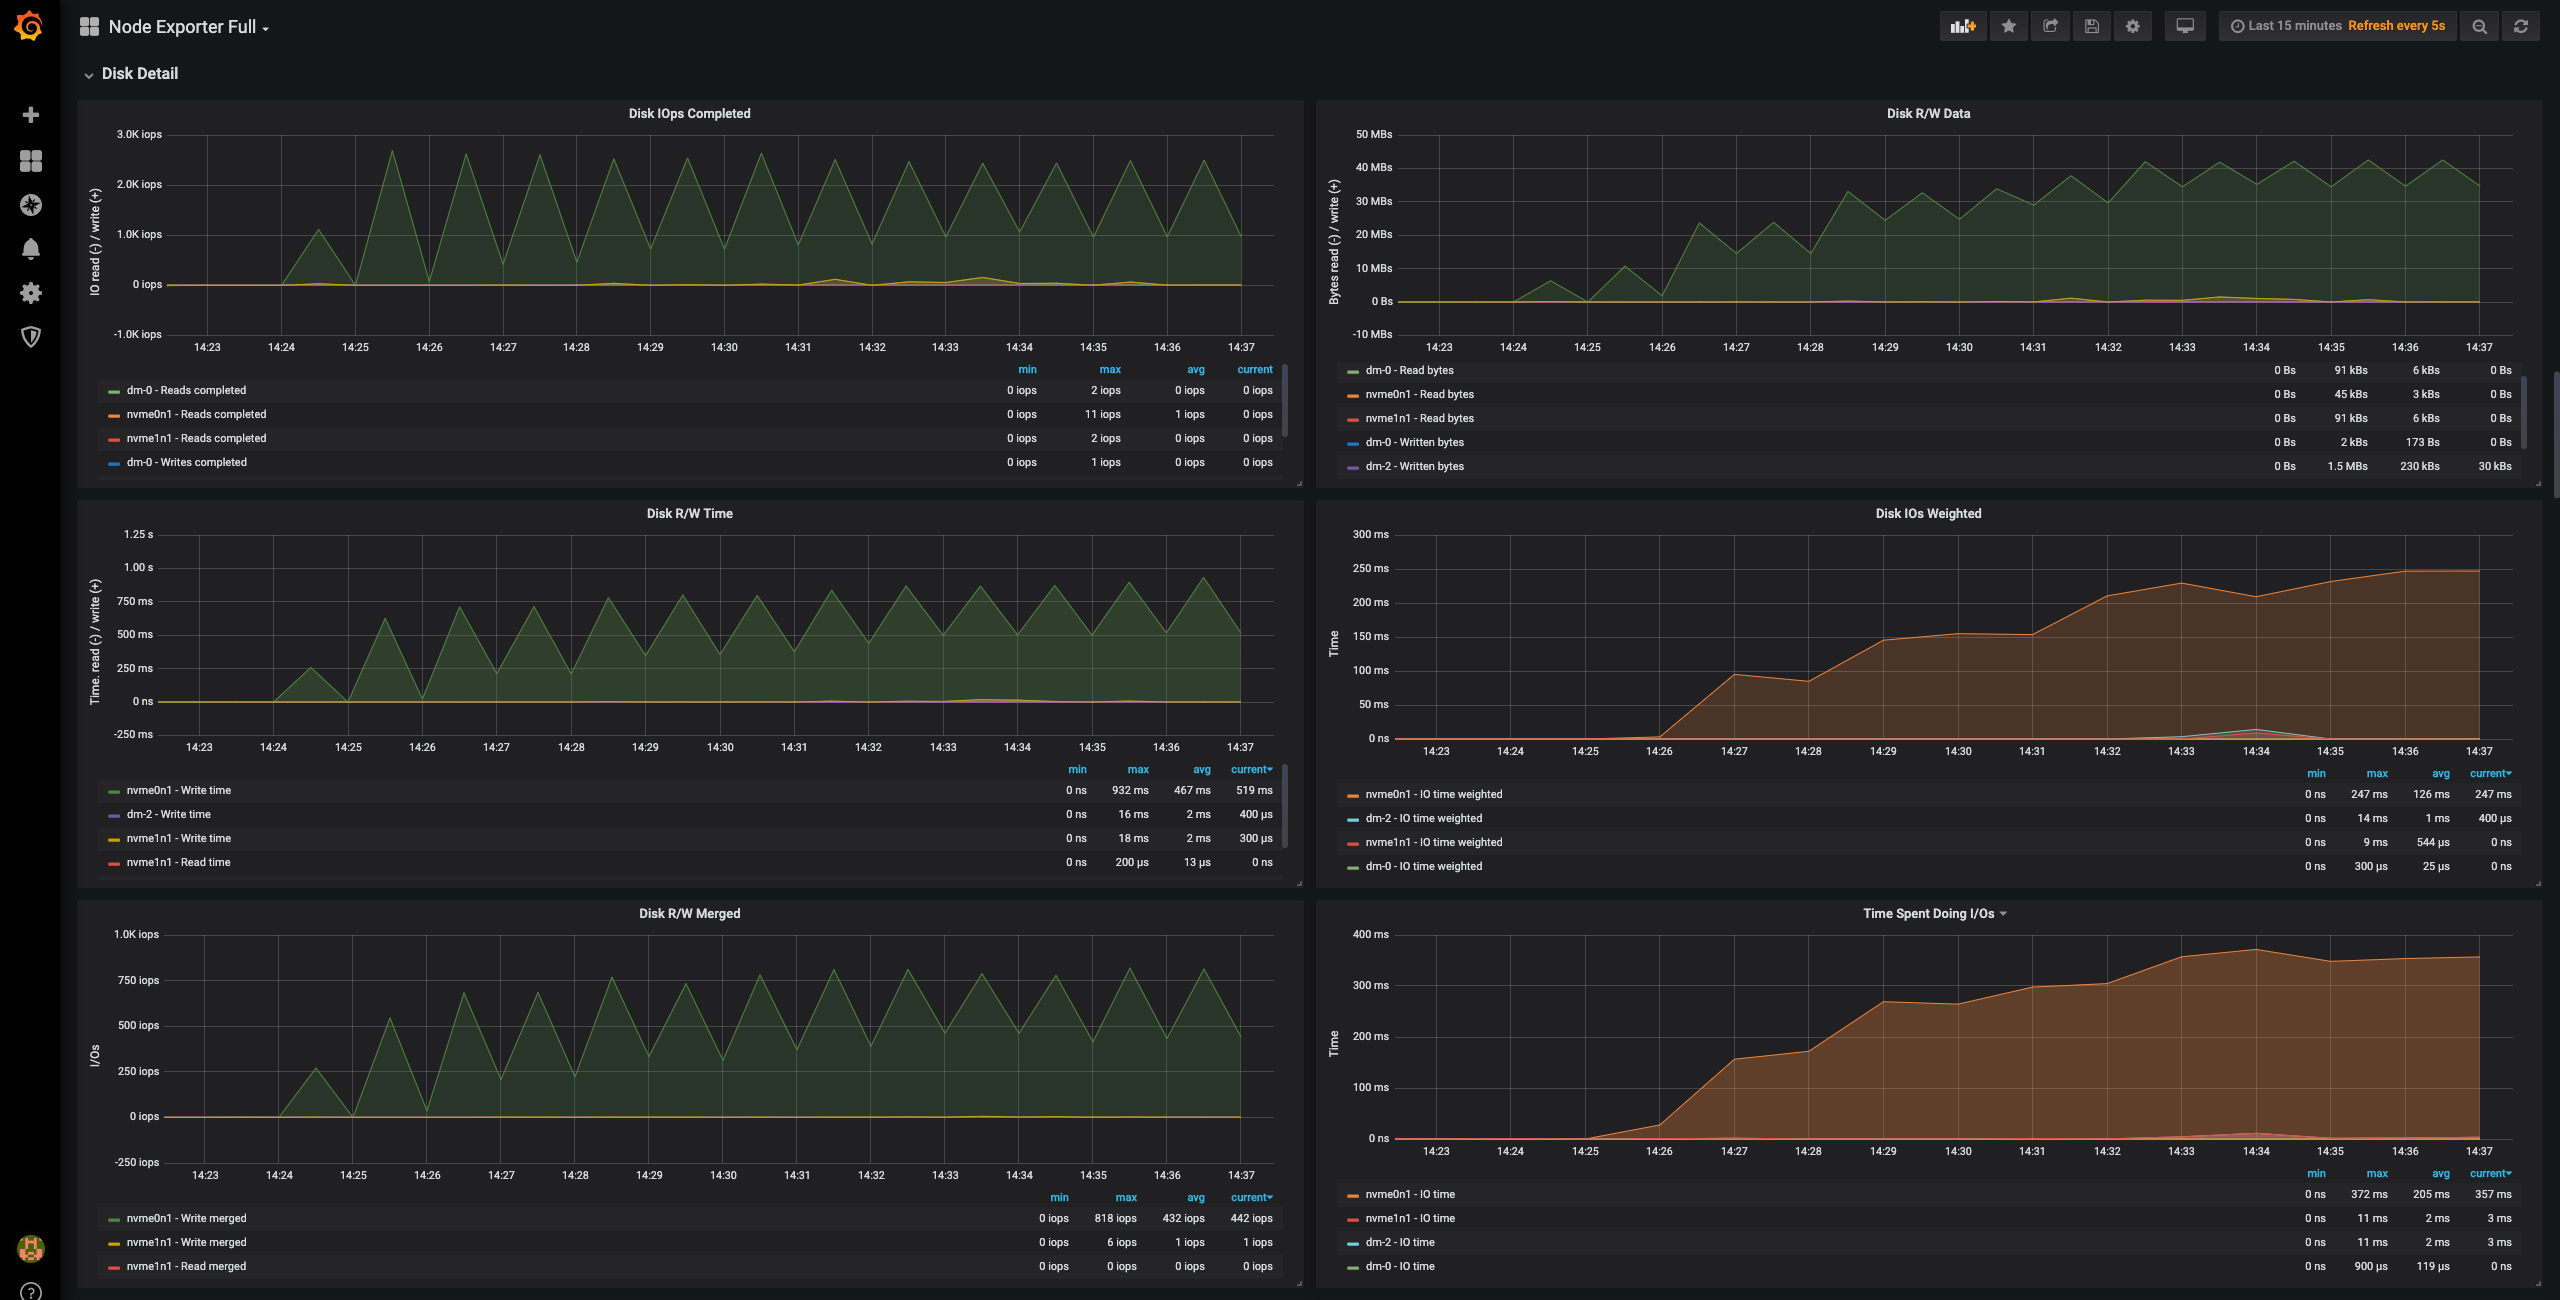 Node Exporter Full
Last 15 minutes Refresh every 5s
Disk Detail
Disk IOps Completed
IO read (-) / write (+)
3.0K iops
2.0K iops
1.0K iops
0 iops
-1.0K iops
14:23 14:24 14:25 14:26 14:27 14:28 14:29 14:30 14:31 14:32 14:33 14:34 14:35 14:36 14:37
min max avg current
dm-0 - Reads completed 0 iops 2 iops 0 iops 0 iops
nvme0n1 - Reads completed 0 iops 11 iops 1 iops 0 iops
nvme1n1 - Reads completed 0 iops 2 iops 0 iops 0 iops
dm-0 - Writes completed 0 iops 1 iops 0 iops 0 iops
Disk R/W Data
Bytes read (-) / write (+)
50 MBs
40 MBs
30 MBs
20 MBs
10 MBs
0 Bs
-10 MBs
14:23 14:24 14:25 14:26 14:27 14:28 14:29 14:30 14:31 14:32 14:33 14:34 14:35 14:36 14:37
dm-0 - Read bytes 0 Bs 91 kBs 6 kBs 0 Bs
nvme0n1 - Read bytes 0 Bs 45 kBs 3 kBs 0 Bs
nvme1n1 - Read bytes 0 Bs 91 kBs 6 kBs 0 Bs
dm-0 - Written bytes 0 Bs 2 kBs 173 Bs 0 Bs
dm-2 - Written bytes 0 Bs 1.5 MBs 230 kBs 30 kBs
Disk R/W Time
Time. read (-) / write (+)
1.25 s
1.00 s
750 ms
500 ms
250 ms
0 ns
-250 ms
14:23 14:24 14:25 14:26 14:27 14:28 14:29 14:30 14:31 14:32 14:33 14:34 14:35 14:36 14:37
min max avg current
nvme0n1 - Write time 0 ns 932 ms 467 ms 519 ms
dm-2 - Write time 0 ns 16 ms 2 ms 400 µs
nvme1n1 - Write time 0 ns 18 ms 2 ms 300 µs
nvme1n1 - Read time 0 ns 200 µs 13 µs 0 ns
Disk IOs Weighted
Time
300 ms
250 ms
200 ms
150 ms
100 ms
50 ms
0 ns
14:23 14:24 14:25 14:26 14:27 14:28 14:29 14:30 14:31 14:32 14:33 14:34 14:35 14:36 14:37
min max avg current
nvme0n1 - IO time weighted 0 ns 247 ms 126 ms 247 ms
dm-2 - IO time weighted 0 ns 14 ms 1 ms 400 µs
nvme1n1 - IO time weighted 0 ns 9 ms 544 µs 0 ns
dm-0 - IO time weighted 0 ns 300 µs 25 µs 0 ns
Disk R/W Merged
I/Os
1.0K iops
750 iops
500 iops
250 iops
0 iops
-250 iops
14:23 14:24 14:25 14:26 14:27 14:28 14:29 14:30 14:31 14:32 14:33 14:34 14:35 14:36 14:37
min max avg current
nvme0n1 - Write merged 0 iops 818 iops 432 iops 442 iops
nvme1n1 - Write merged 0 iops 6 iops 1 iops 1 iops
nvme1n1 - Read merged 0 iops 0 iops 0 iops 0 iops
Time Spent Doing I/Os
Time
400 ms
300 ms
200 ms
100 ms
0 ns
14:23 14:24 14:25 14:26 14:27 14:28 14:29 14:30 14:31 14:32 14:33 14:34 14:35 14:36 14:37
min max avg current
nvme0n1 - IO time 0 ns 372 ms 205 ms 357 ms
nvme1n1 - IO time 0 ns 11 ms 2 ms 3 ms
dm-2 - IO time 0 ns 11 ms 2 ms 3 ms
dm-0 - IO time 0 ns 900 µs 119 µs 0 ns